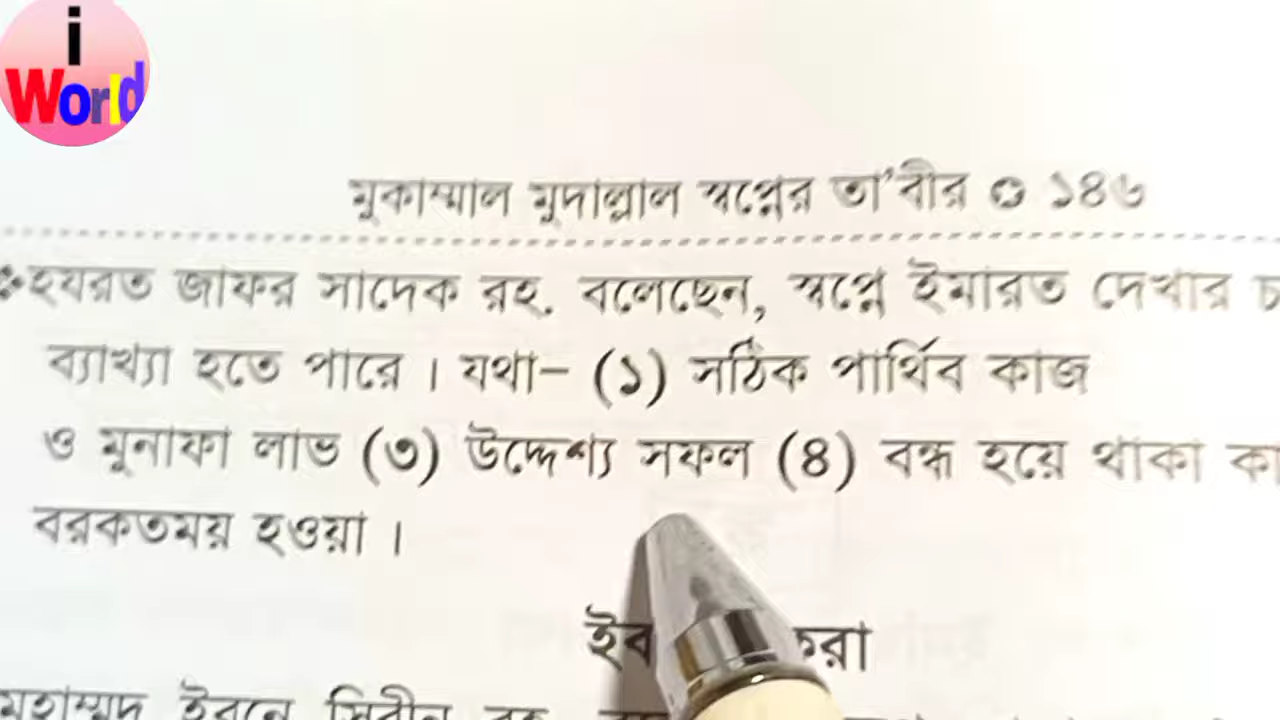 i
World
মুকাম্মাল মুদাল্লাল স্বপ্নের তা'বীর ✪ ১৪৬
❖হযরত জাফর সাদেক রহ. বলেছেন, স্বপ্নে ইমারত দেখার
ব্যাখ্যা হতে পারে। যথা– (১) সঠিক পার্থিব কাজ
ও মুনাফা লাভ (৩) উদ্দেশ্য সফল (৪) বন্ধ হয়ে থাকা
বরকতময় হওয়া।
মুহাম্মদ ইবনে সিরীন রহ.